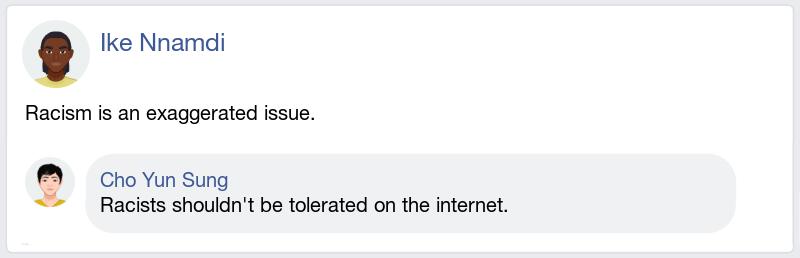 Ike Nnamdi
Racism is an exaggerated issue.
Cho Yun Sung
Racists shouldn't be tolerated on the internet.